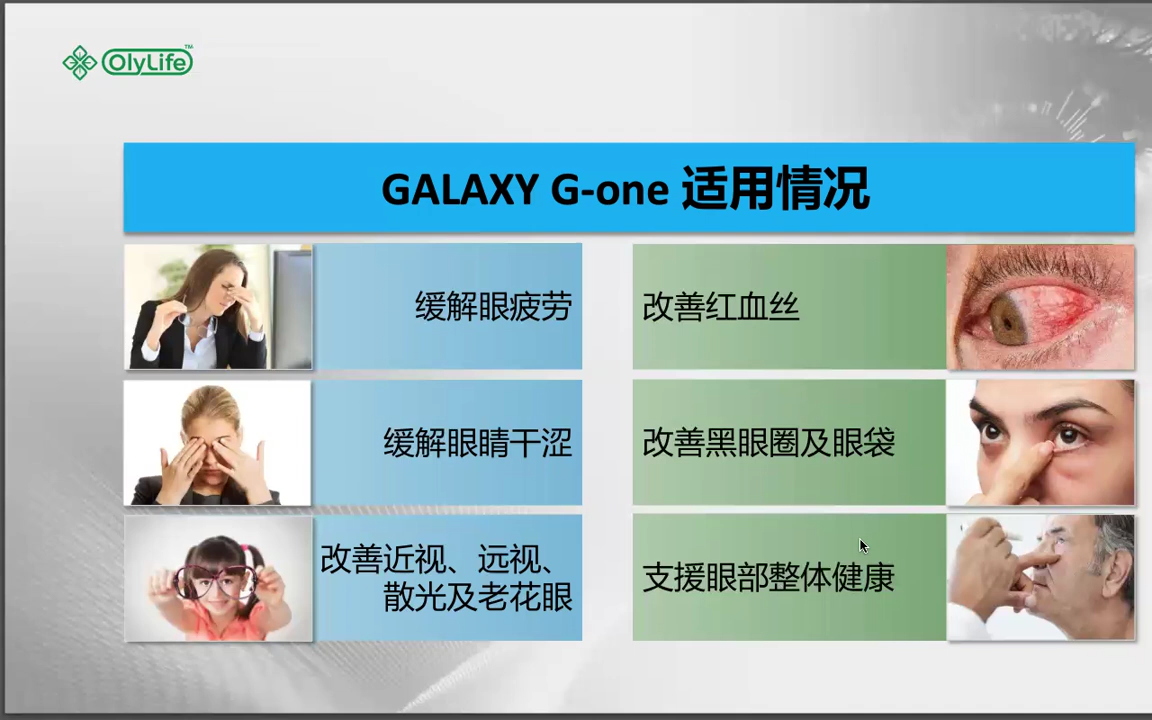 OlyLife™
GALAXY G-one 适用情况
缓解眼疲劳
改善红血丝
缓解眼睛干涩
改善黑眼圈及眼袋
改善近视、远视、
散光及老花眼
支援眼部整体健康